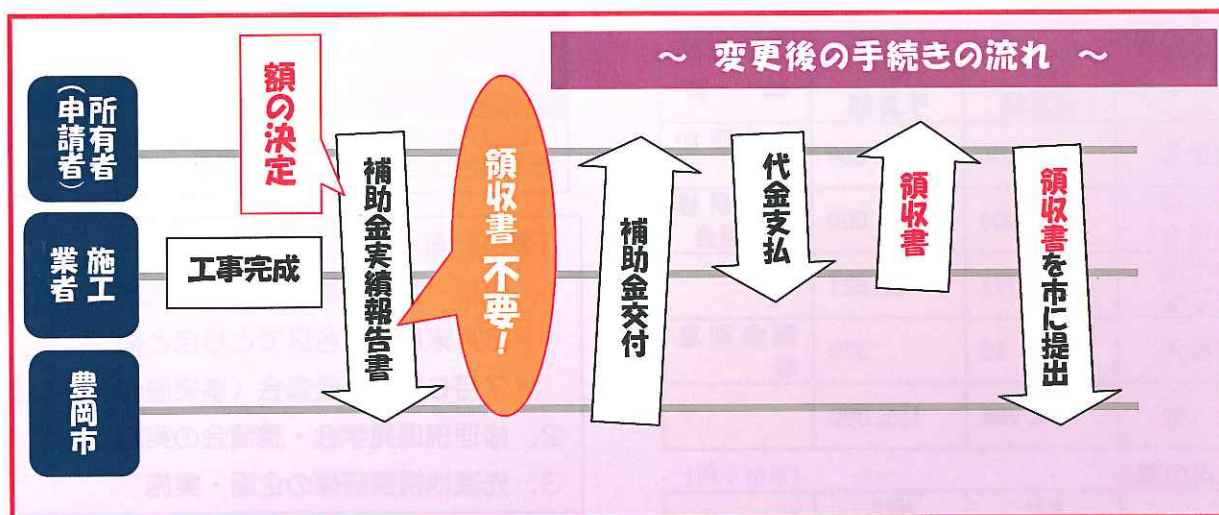 ～ 変更後の手続きの流れ ～
所有者
(申請者)
施工
業者
豊岡市
額の決定
工事完成
補助金実績報告書
領収書 不要！
補助金交付
代金支払
領収書
領収書を市に提出